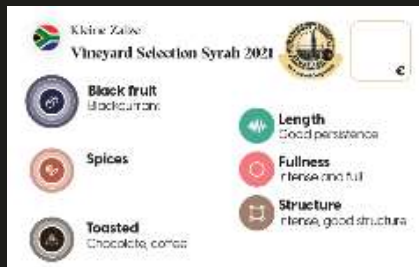 Kleine Zalze
Vineyard Selection Syrah 2021
€
Black fruit
Blackcurrant
Spices
Toasted
Chocolate, coffee
Length
Good persistence
Fullness
Intense and full
Structure
Intense, good structure